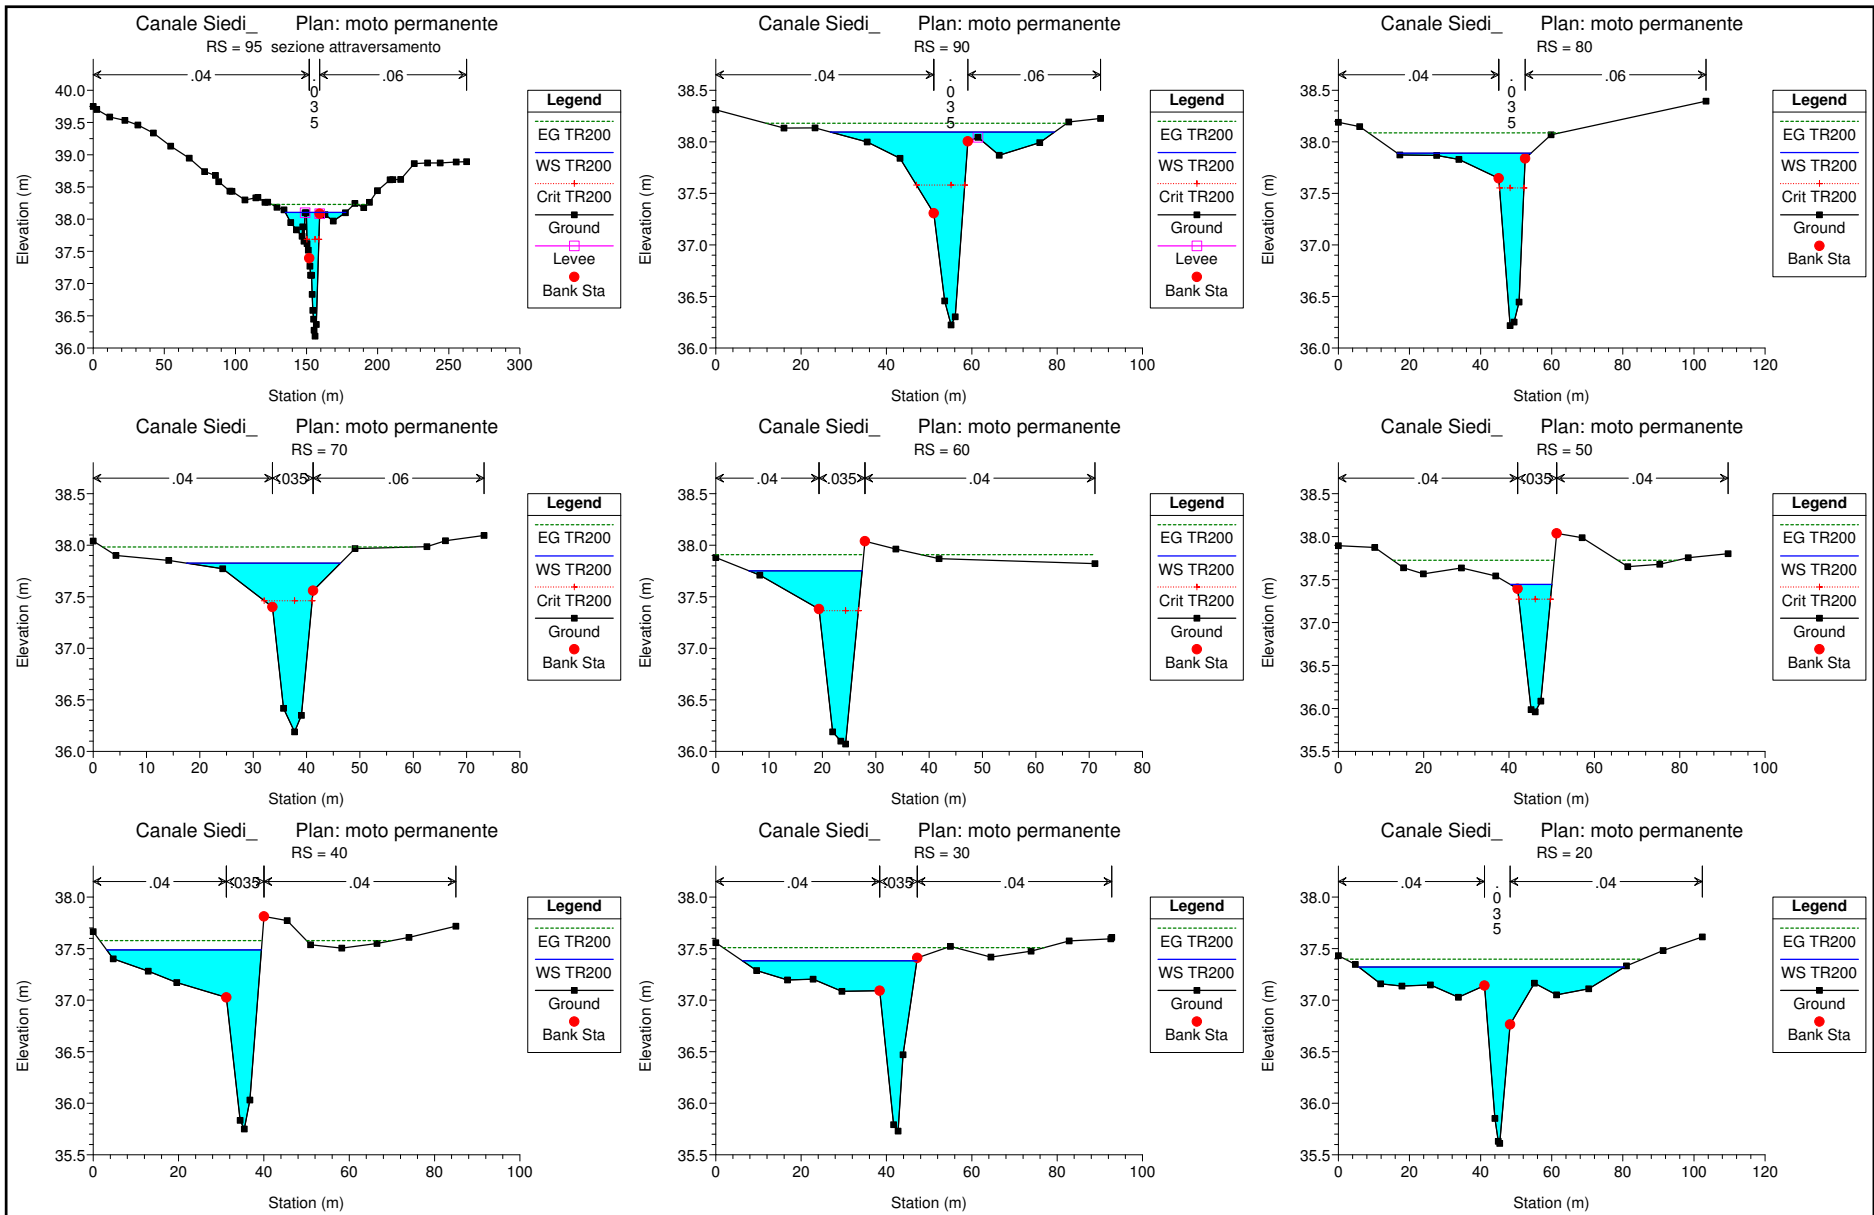 Canale Siedi_ Plan: moto permanente
RS = 95 sezione attraversamento
.04
.035
.06
40.0
39.5
39.0
38.5
38.0
37.5
37.0
36.5
36.0
0 50 100 150 200 250 300
Station (m)
Elevation (m)
Legend
EG TR200
WS TR200
Crit TR200
Ground
Levee
Bank Sta
Canale Siedi_ Plan: moto permanente
RS = 90
.04
.035
.06
38.5
38.0
37.5
37.0
36.5
36.0
0 20 40 60 80 100
Station (m)
Elevation (m)
Legend
EG TR200
WS TR200
Crit TR200
Ground
Levee
Bank Sta
Canale Siedi_ Plan: moto permanente
RS = 80
.04
.035
.06
38.5
38.0
37.5
37.0
36.5
36.0
0 20 40 60 80 100 120
Station (m)
Elevation (m)
Legend
EG TR200
WS TR200
Crit TR200
Ground
Bank Sta
Canale Siedi_ Plan: moto permanente
RS = 70
.04 .035 .06
38.5
38.0
37.5
37.0
36.5
36.0
0 10 20 30 40 50 60 70 80
Station (m)
Elevation (m)
Legend
EG TR200
WS TR200
Crit TR200
Ground
Bank Sta
Canale Siedi_ Plan: moto permanente
RS = 60
.04 .035 .04
38.5
38.0
37.5
37.0
36.5
36.0
0 10 20 30 40 50 60 70 80
Station (m)
Elevation (m)
Legend
EG TR200
WS TR200
Crit TR200
Ground
Bank Sta
Canale Siedi_ Plan: moto permanente
RS = 50
.04 .035 .04
38.5
38.0
37.5
37.0
36.5
36.0
35.5
0 20 40 60 80 100
Station (m)
Elevation (m)
Legend
EG TR200
WS TR200
Crit TR200
Ground
Bank Sta
Canale Siedi_ Plan: moto permanente
RS = 40
.04 .035 .04
38.0
37.5
37.0
36.5
36.0
35.5
0 20 40 60 80 100
Station (m)
Elevation (m)
Legend
EG TR200
WS TR200
Ground
Bank Sta
Canale Siedi_ Plan: moto permanente
RS = 30
.04 .035 .04
38.0
37.5
37.0
36.5
36.0
35.5
0 20 40 60 80 100
Station (m)
Elevation (m)
Legend
EG TR200
WS TR200
Ground
Bank Sta
Canale Siedi_ Plan: moto permanente
RS = 20
.04
.035
.04
38.0
37.5
37.0
36.5
36.0
35.5
0 20 40 60 80 100 120
Station (m)
Elevation (m)
Legend
EG TR200
WS TR200
Ground
Bank Sta